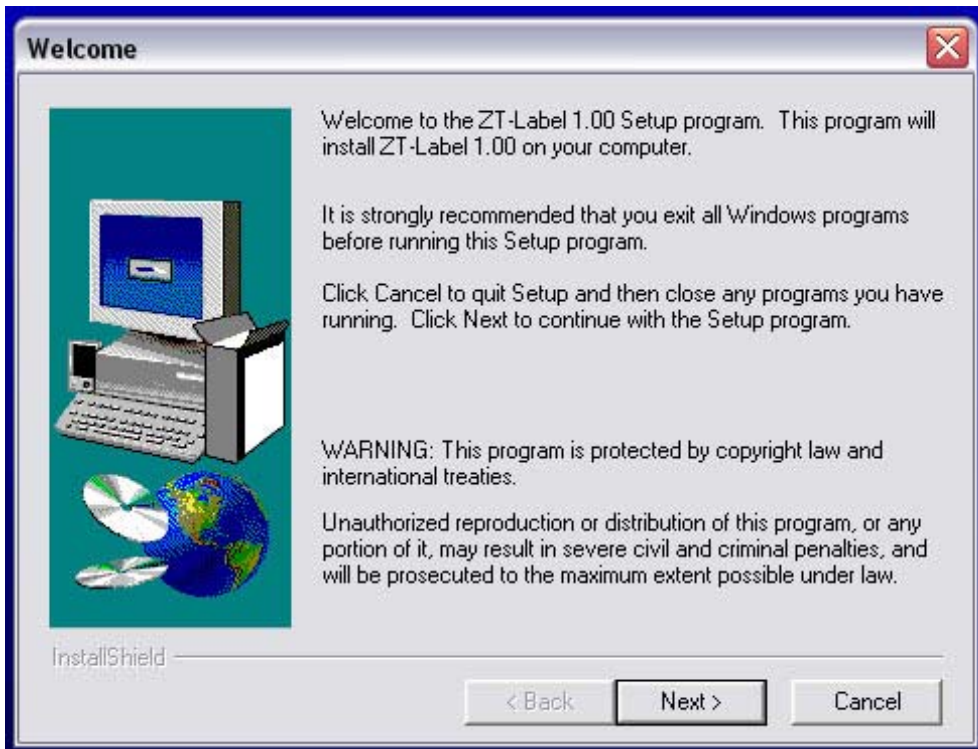 Welcome
Welcome to the ZT-Label 1.00 Setup program. This program will
install ZT-Label 1.00 on your computer.
It is strongly recommended that you exit all Windows programs
before running this Setup program.
Click Cancel to quit Setup and then close any programs you have
running. Click Next to continue with the Setup program.
WARNING: This program is protected by copyright law and
international treaties.
Unauthorized reproduction or distribution of this program, or any
portion of it, may result in severe civil and criminal penalties, and
will be prosecuted to the maximum extent possible under law.
InstallShield
< Back Next > Cancel